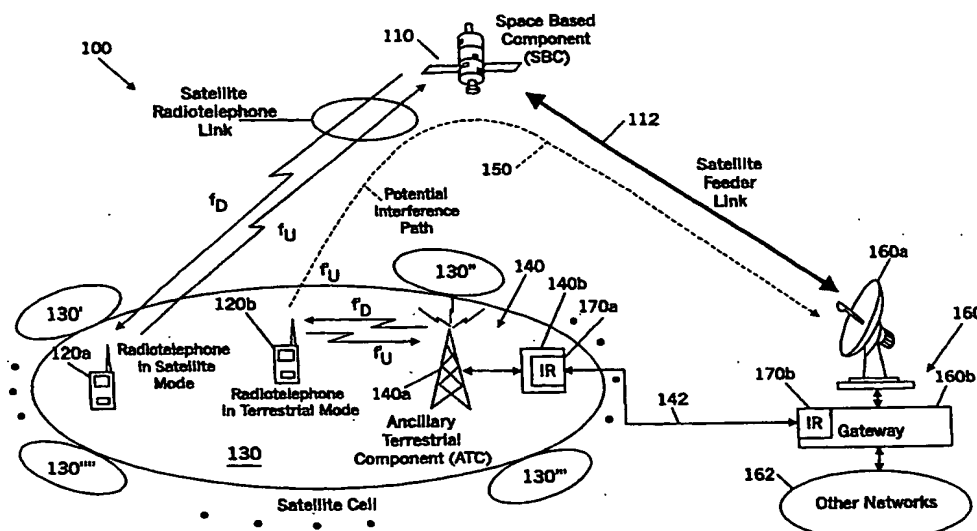 100
110
Space Based
Component
(SBC)
Satellite
Radiotelephone
Link
112
150
Satellite
Feeder
Link
fD
fU
Potential
Interference
Path
160a
f'U
130"
140
140b
170a
130'
120a
120b
f'D
f'U
Radiotelephone
in Satellite
Mode
Radiotelephone
in Terrestrial Mode
140a
IR
160
160b
170b
142
IR
Gateway
Ancillary
Terrestrial
Component (ATC)
130
130""
130"'
162
Other Networks
Satellite Cell